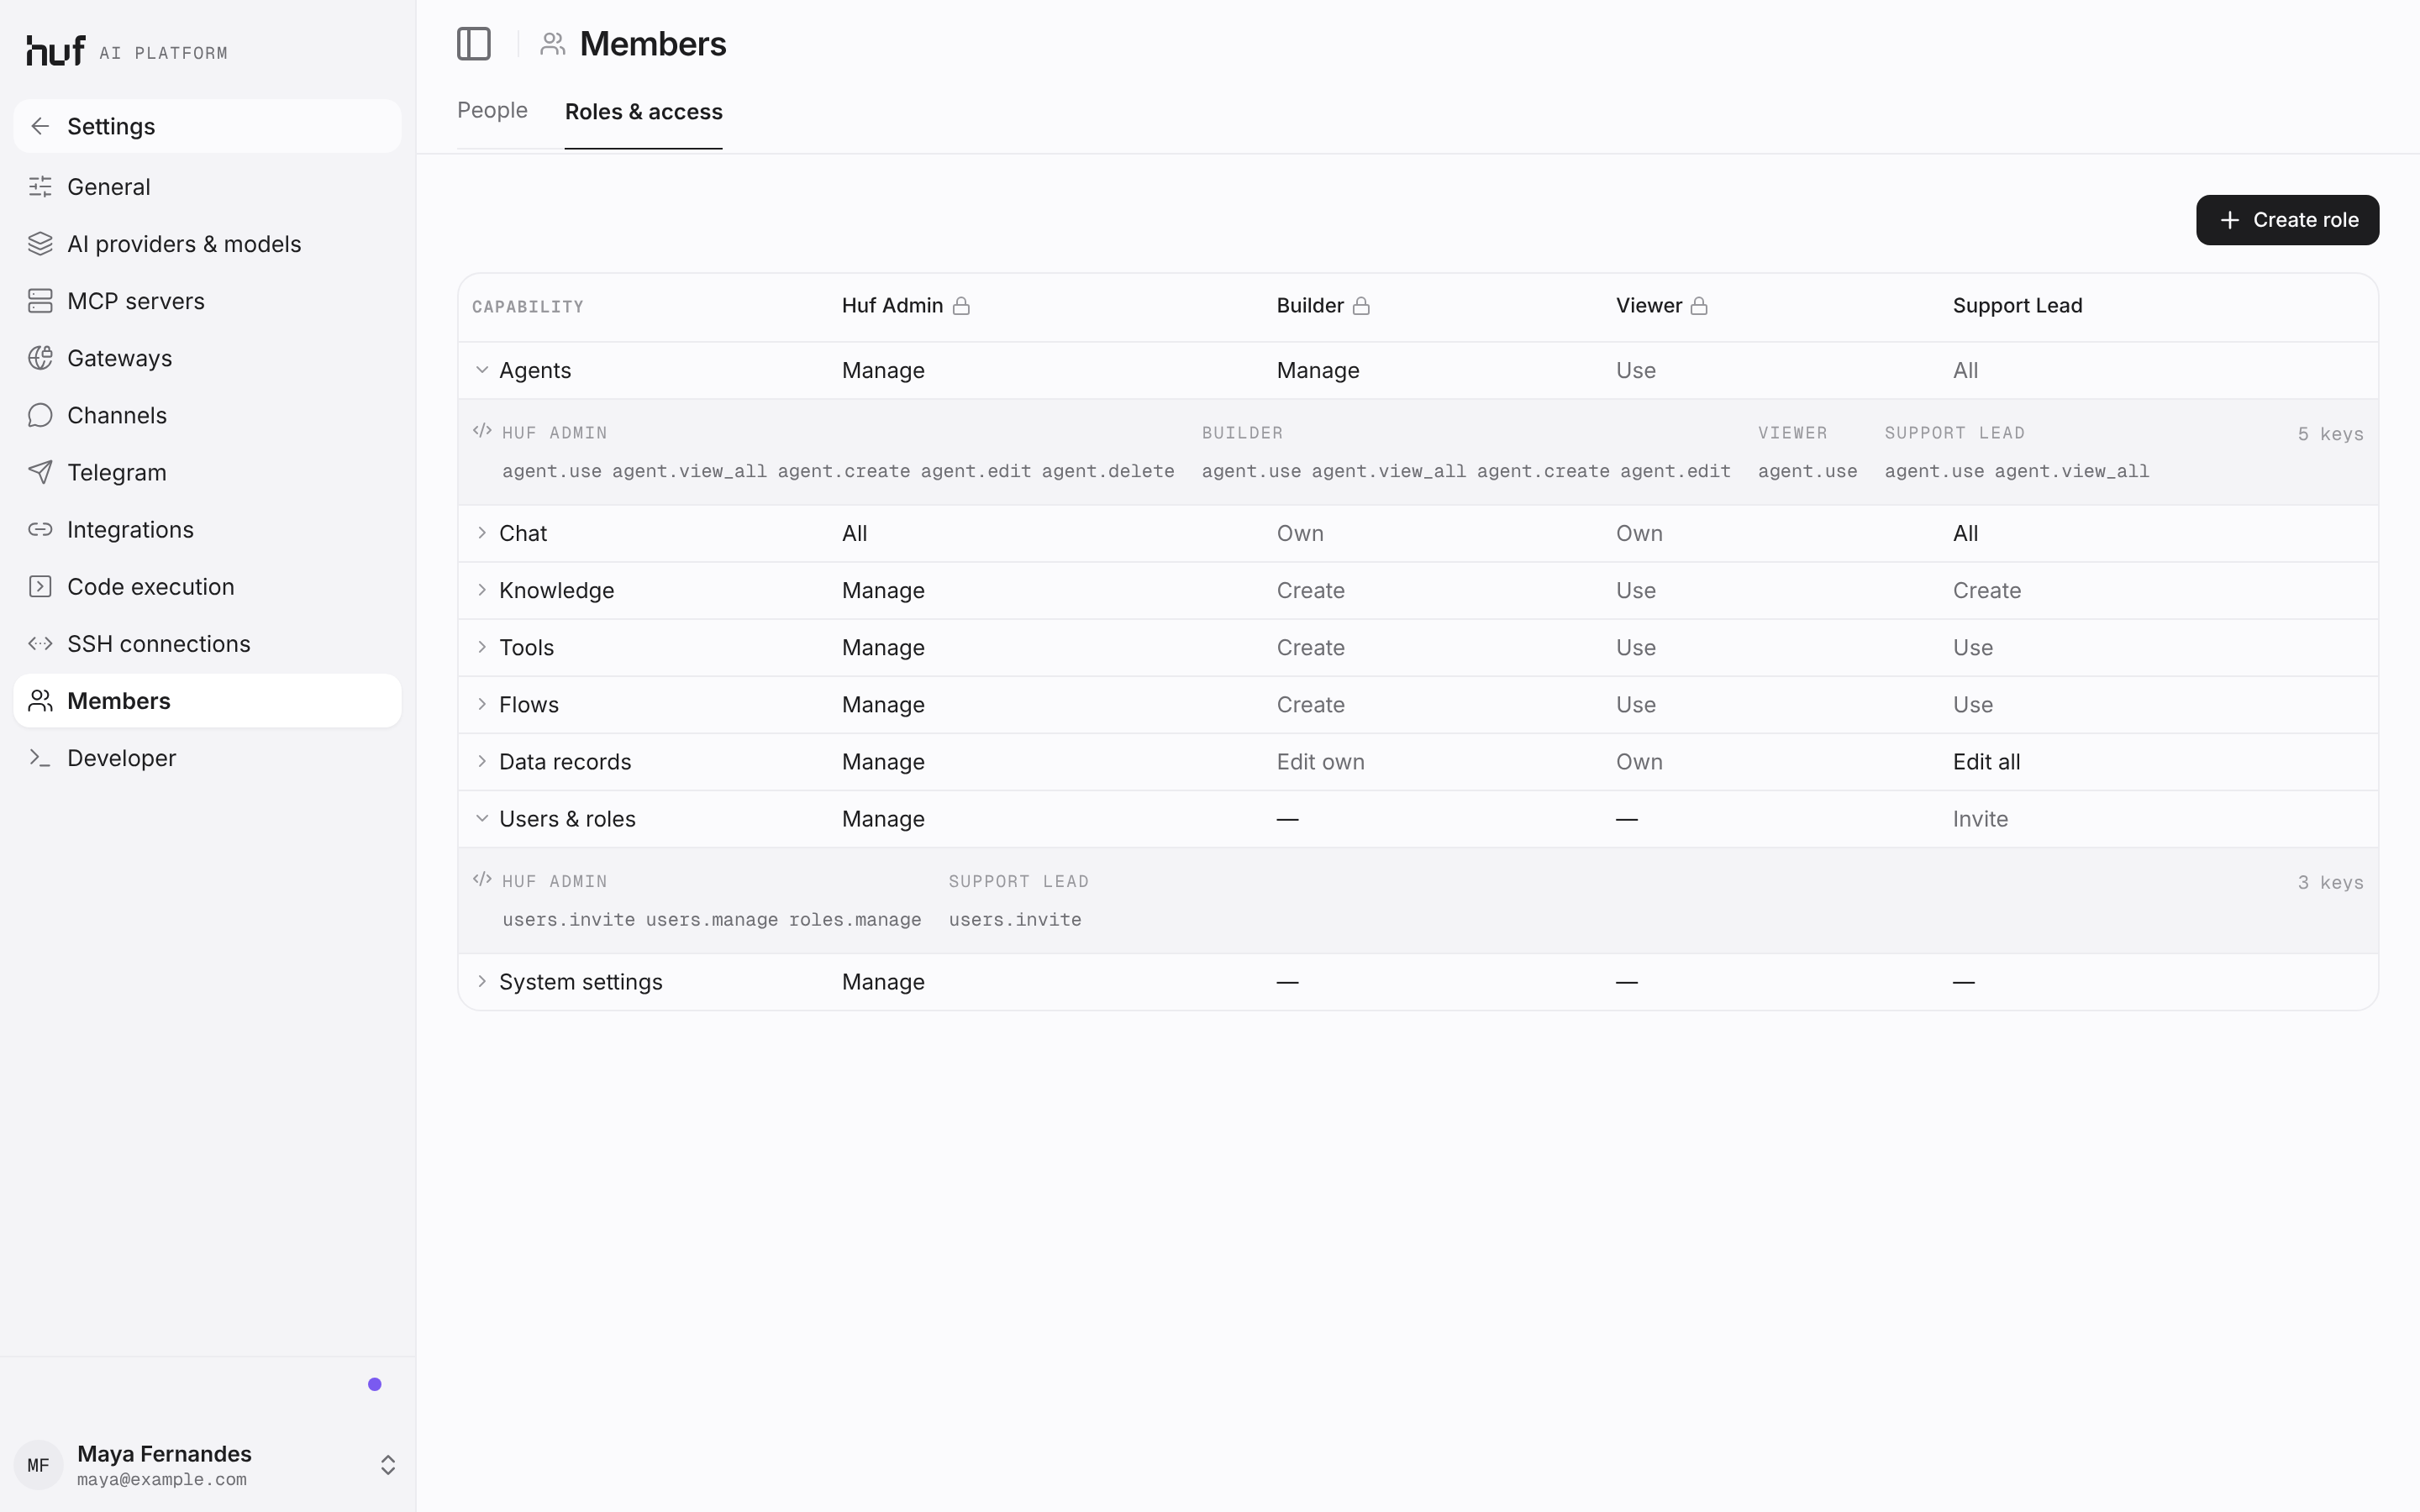 huf AI PLATFORM
Settings
General
AI providers & models
MCP servers
Gateways
Channels
Telegram
Integrations
Code execution
SSH connections
Members
Developer
MF
Maya Fernandes
maya@example.com
Members
People Roles & access
Create role
CAPABILITY Huf Admin Builder Viewer Support Lead
Agents Manage Manage Use All
HUF ADMIN BUILDER VIEWER SUPPORT LEAD 5 keys
agent.use agent.view_all agent.create agent.edit agent.delete agent.use agent.view_all agent.create agent.edit agent.use agent.use agent.view_all
Chat All Own Own All
Knowledge Manage Create Use Create
Tools Manage Create Use Use
Flows Manage Create Use Use
Data records Manage Edit own Own Edit all
Users & roles Manage — — Invite
HUF ADMIN SUPPORT LEAD 3 keys
users.invite users.manage roles.manage users.invite
System settings Manage — — —